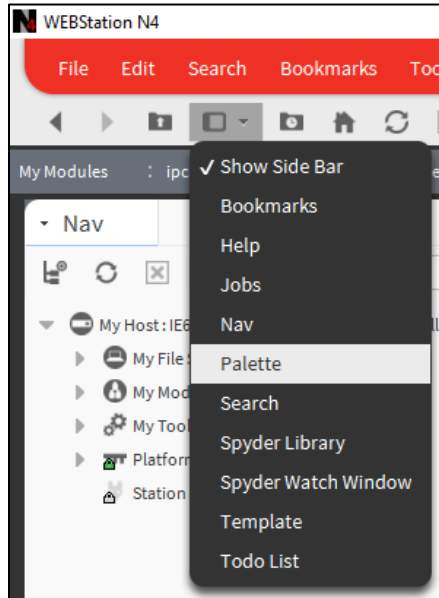 WEBStation N4
File Edit Search Bookmarks
My Modules : ipc
✓ Show Side Bar
Bookmarks
Help
Jobs
Nav
Palette
Search
Spyder Library
Spyder Watch Window
Template
Todo List
Nav
My Host : IE6
My File
My Mod
My Tool
Platform
Station